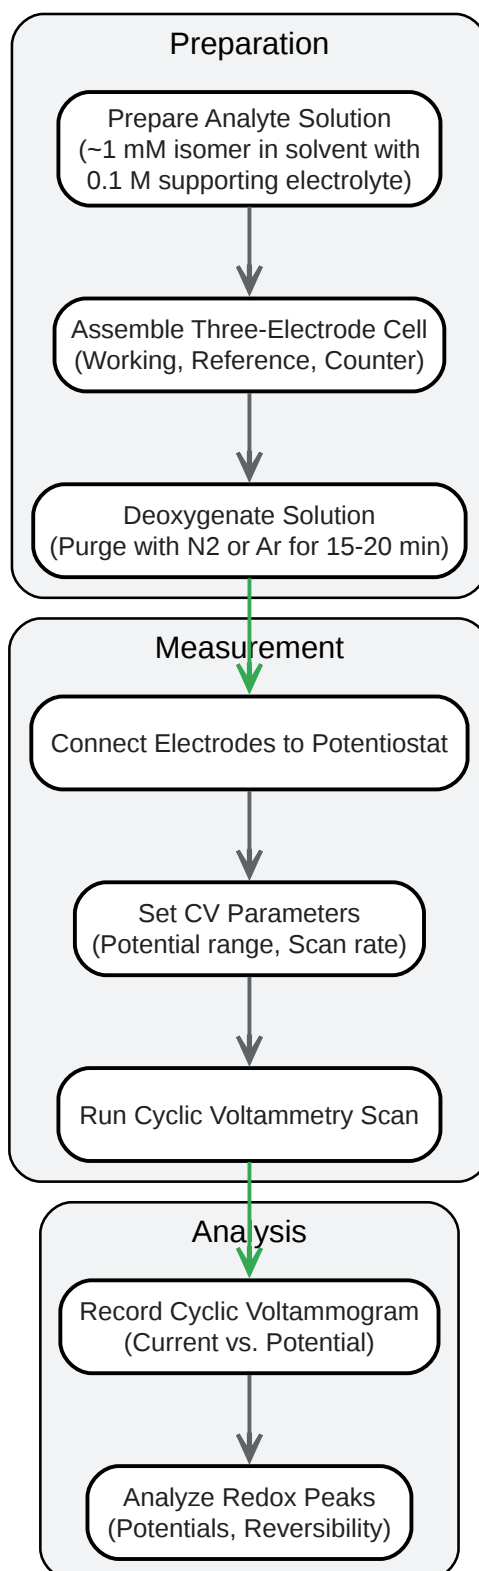 Preparation
Prepare Analyte Solution
(~1 mM isomer in solvent with
0.1 M supporting electrolyte)
Assemble Three-Electrode Cell
(Working, Reference, Counter)
Deoxygenate Solution
(Purge with N2 or Ar for 15-20 min)
Measurement
Connect Electrodes to Potentiostat
Set CV Parameters
(Potential range, Scan rate)
Run Cyclic Voltammetry Scan
Analysis
Record Cyclic Voltammogram
(Current vs. Potential)
Analyze Redox Peaks
(Potentials, Reversibility)